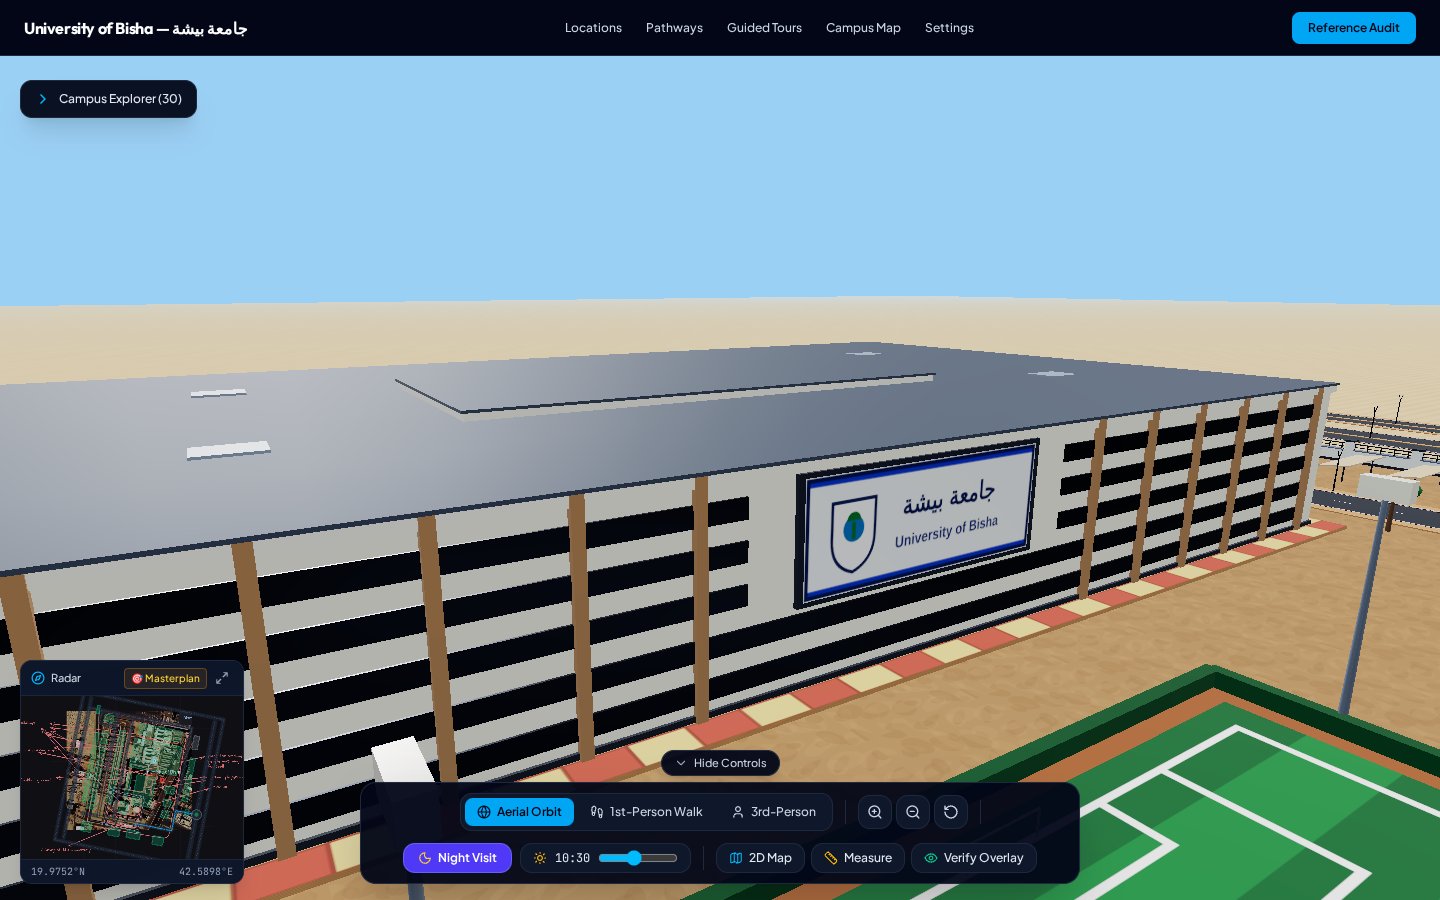 University of Bisha — جامعة بيشة
Locations
Pathways
Guided Tours
Campus Map
Settings
Reference Audit
Campus Explorer (30)
جامعة بيشة
University of Bisha
Radar
Masterplan
19.9752°N
42.5898°E
Hide Controls
Aerial Orbit
1st-Person Walk
3rd-Person
Night Visit
10:30
2D Map
Measure
Verify Overlay